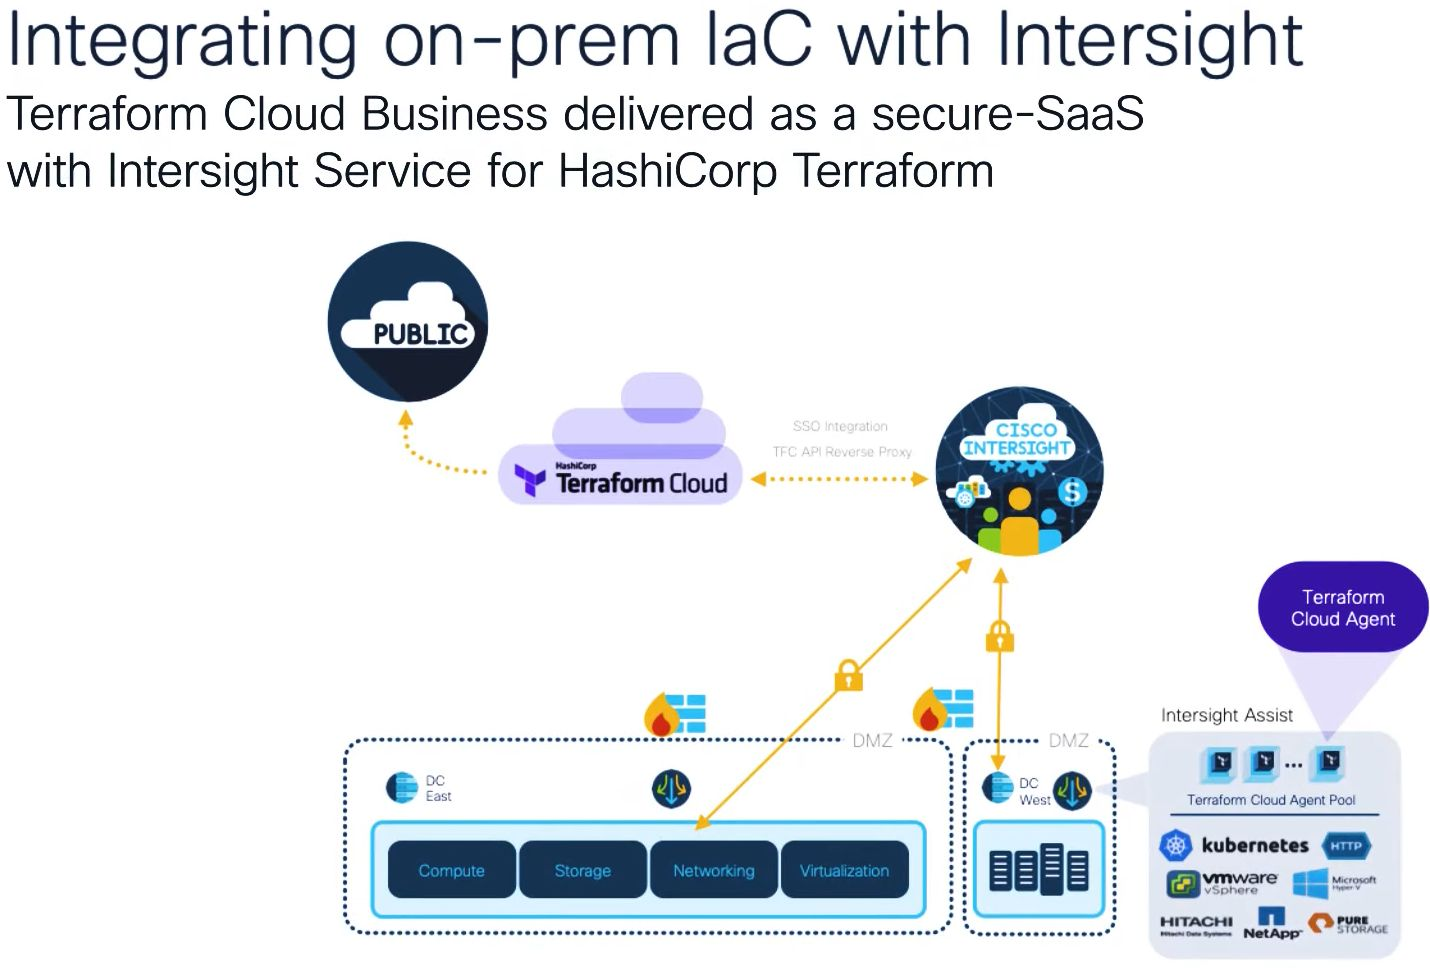 Integrating on-prem IaC with Intersight
Terraform Cloud Business delivered as a secure-SaaS
with Intersight Service for HashiCorp Terraform
PUBLIC
HashiCorp
Terraform Cloud
SSO Integration
TFC API Reverse Proxy
CISCO
INTERSIGHT
S
Terraform
Cloud Agent
Intersight Assist
DMZ
DMZ
DC
East
DC
West
...
Terraform Cloud Agent Pool
Compute
Storage
Networking
Virtualization
kubernetes
HTTP
vmware
vSphere
Microsoft
Hyper-V
HITACHI
Hitachi Data Systems
NetApp
PURE
STORAGE